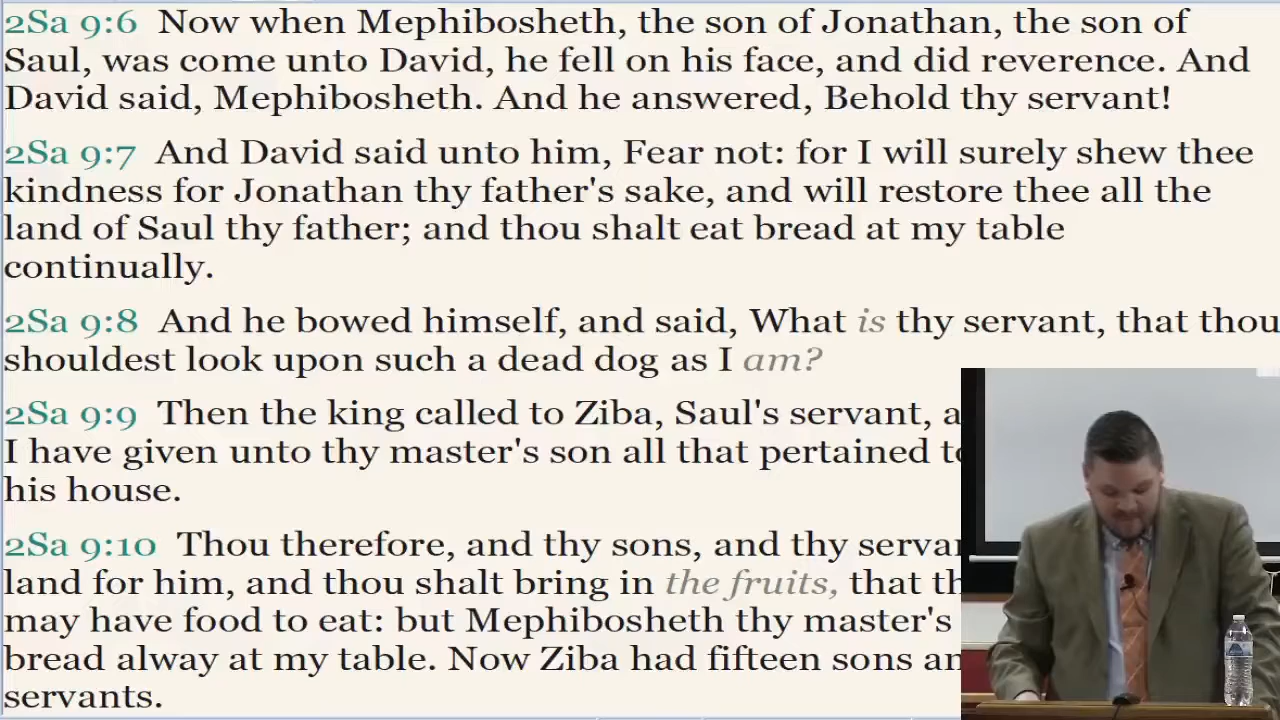 2Sa 9:6 Now when Mephibosheth, the son of Jonathan, the son of
Saul, was come unto David, he fell on his face, and did reverence. And
David said, Mephibosheth. And he answered, Behold thy servant!
2Sa 9:7 And David said unto him, Fear not: for I will surely shew thee
kindness for Jonathan thy father's sake, and will restore thee all the
land of Saul thy father; and thou shalt eat bread at my table
continually.
2Sa 9:8 And he bowed himself, and said, What is thy servant, that thou
shouldest look upon such a dead dog as I am?
2Sa 9:9 Then the king called to Ziba, Saul's servant, a
I have given unto thy master's son all that pertained to
his house.
2Sa 9:10 Thou therefore, and thy sons, and thy
land for him, and thou shalt bring in the fruits, that
may have food to eat: but Mephibosheth thy master's
bread alway at my table. Now Ziba had fifteen sons
servants.